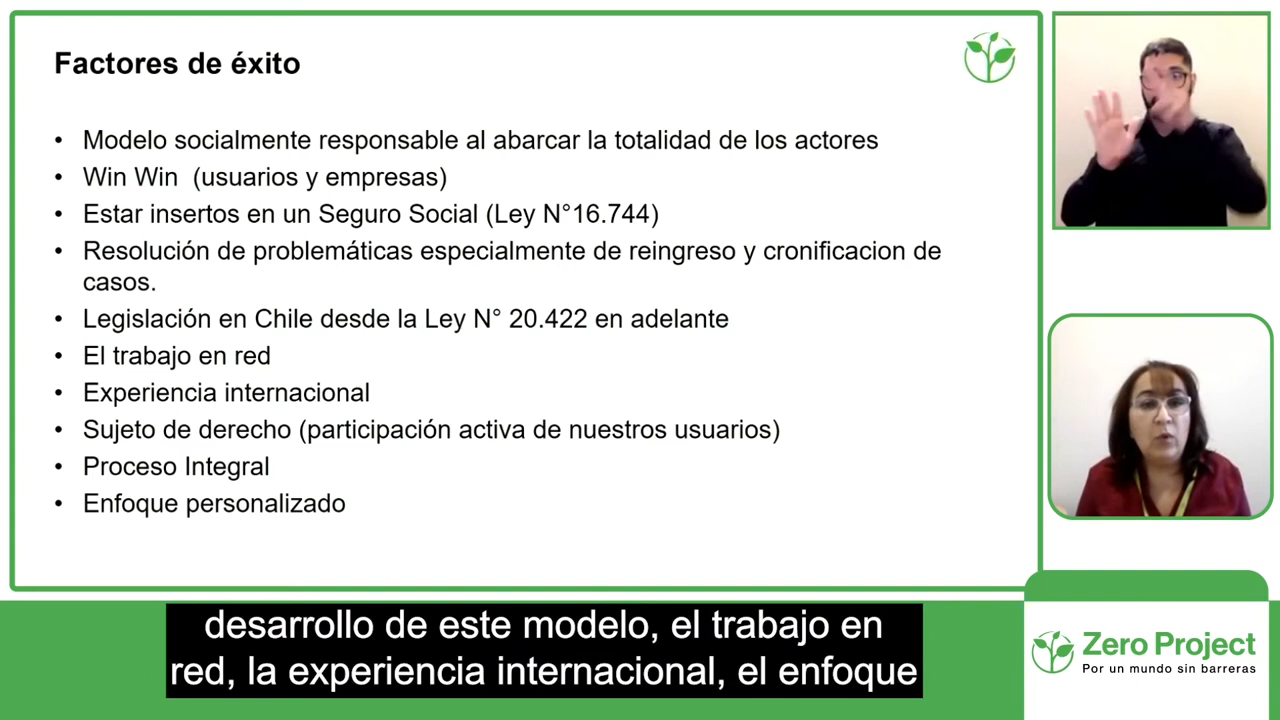 Factores de éxito
• Modelo socialmente responsable al abarcar la totalidad de los actores
• Win Win (usuarios y empresas)
• Estar insertos en un Seguro Social (Ley N°16.744)
• Resolución de problemáticas especialmente de reingreso y cronificacion de
casos.
• Legislación en Chile desde la Ley N° 20.422 en adelante
• El trabajo en red
• Experiencia internacional
• Sujeto de derecho (participación activa de nuestros usuarios)
• Proceso Integral
• Enfoque personalizado
desarrollo de este modelo, el trabajo en
red, la experiencia internacional, el enfoque
Zero Project
Por un mundo sin barreras